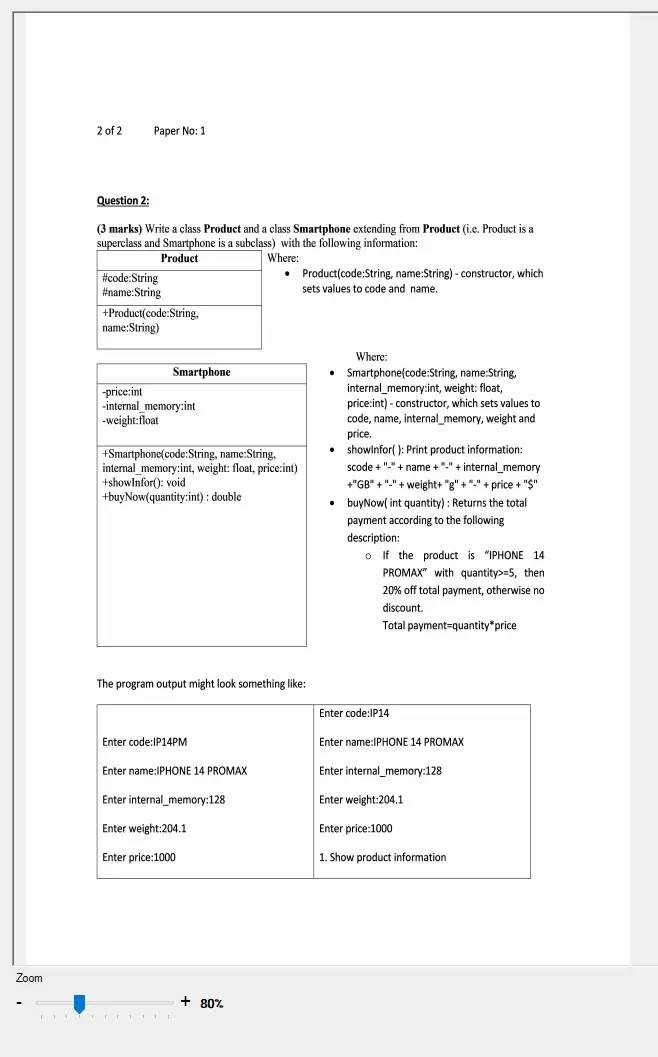 2 of 2 Paper No: 1
Question 2:
(3 marks) Write a class Product and a class Smartphone extending from Product (i.e. Product is a
superclass and Smartphone is a subclass) with the following information:
Product
#code:String
#name:String
+Product(code:String,
name:String)
Where:
• Product(code:String, name:String) - constructor, which
sets values to code and name.
Smartphone
-price:int
-internal_memory:int
-weight:float
+Smartphone(code:String, name:String,
internal_memory:int, weight: float, price:int)
+showInfor(): void
+buyNow(quantity:int) : double
Where:
• Smartphone(code:String, name:String,
internal_memory:int, weight: float,
price:int) - constructor, which sets values to
code, name, internal_memory, weight and
price.
• showInfor( ): Print product information:
scode + "-" + name + "-" + internal_memory
+"GB" + "-" + weight+ "g" + "-" + price + "$"
• buyNow( int quantity) : Returns the total
payment according to the following
description:
o If the product is “IPHONE 14
PROMAX” with quantity>=5, then
20% off total payment, otherwise no
discount.
Total payment=quantity*price
The program output might look something like:
Enter code:IP14PM
Enter name:IPHONE 14 PROMAX
Enter internal_memory:128
Enter weight:204.1
Enter price:1000
Enter code:IP14
Enter name:IPHONE 14 PROMAX
Enter internal_memory:128
Enter weight:204.1
Enter price:1000
1. Show product information
Zoom
- + 80%